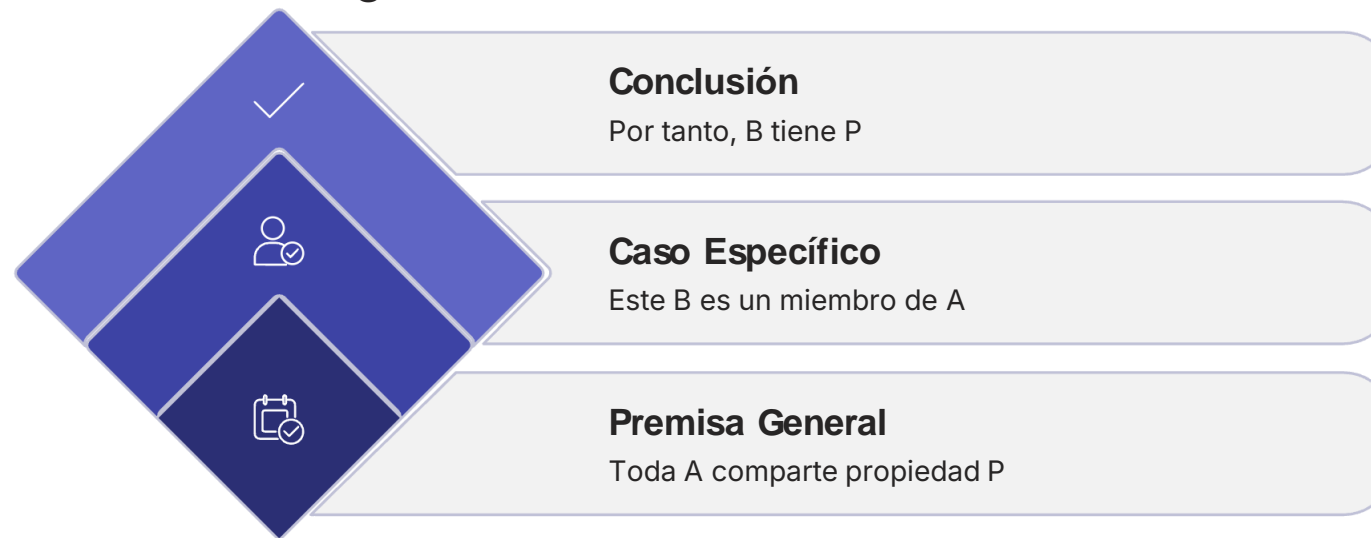 Conclusión
Por tanto, B tiene P
Caso Específico
Este B es un miembro de A
Premisa General
Toda A comparte propiedad P